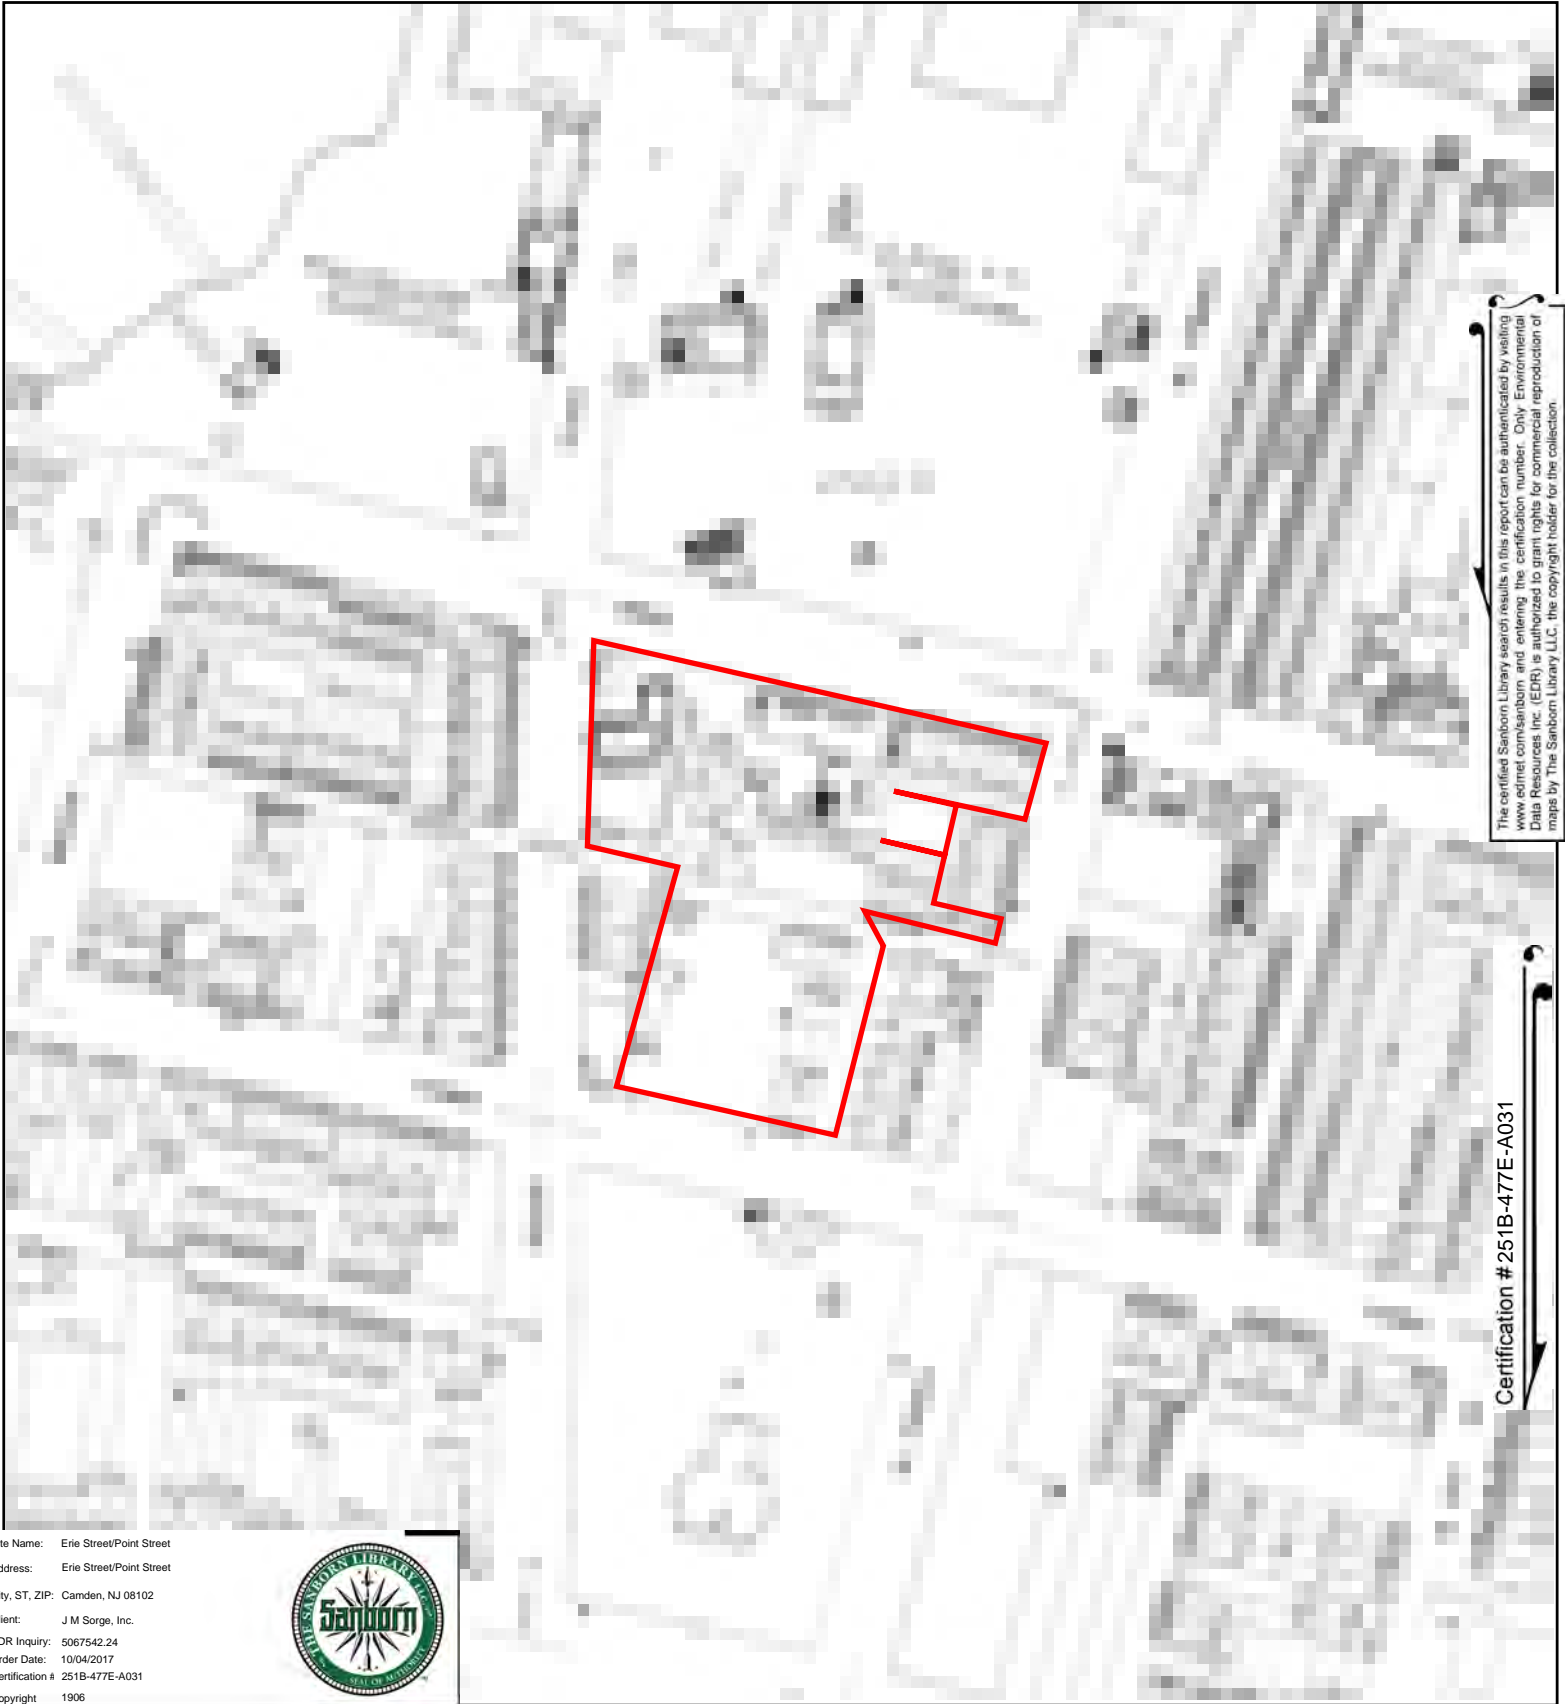 The certified Sanborn Library search results in this report can be authenticated by visiting
www.edrnet.com/sanborn and entering the certification number. Only Environmental
Data Resources Inc. (EDR) is authorized to grant rights for commercial reproduction of
maps by The Sanborn Library LLC, the copyright holder for the collection.
Certification # 251B-477E-A031
te Name: Erie Street/Point Street
ddress: Erie Street/Point Street
ty, ST, ZIP: Camden, NJ 08102
ient: J M Sorge, Inc.
DR Inquiry: 5067542.24
rder Date: 10/04/2017
ertification # 251B-477E-A031
opyright 1906
THE SANBORN LIBRARY LLC
Sanborn
SEAL OF AUTHORITY